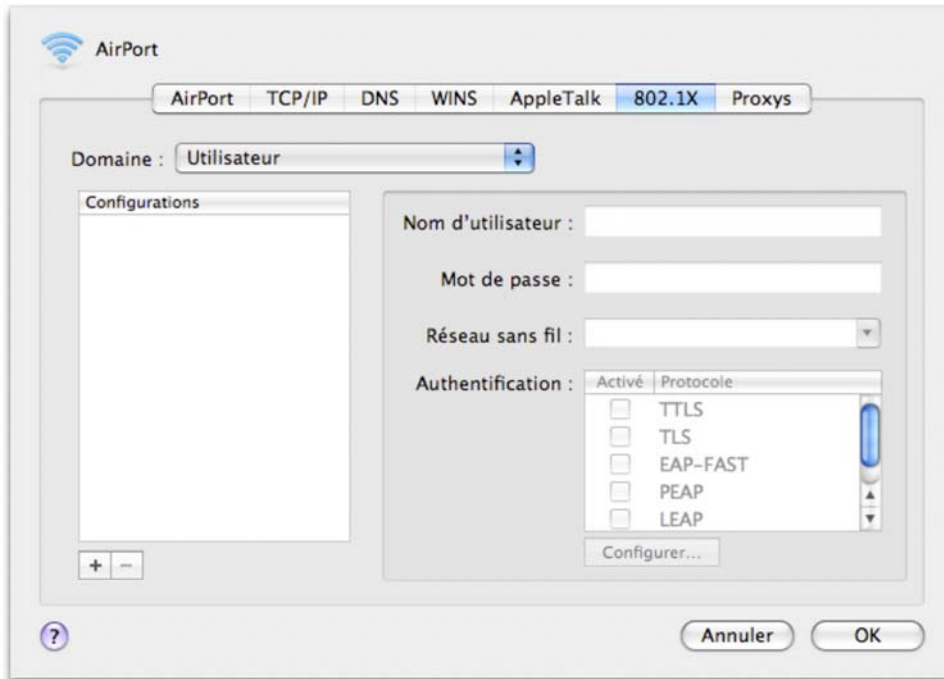 AirPort
AirPort TCP/IP DNS WINS AppleTalk 802.1X Proxys
Domaine : Utilisateur
Configurations
Nom d'utilisateur :
Mot de passe :
Réseau sans fil :
Authentification :
Activé Protocole
TTLS
TLS
EAP-FAST
PEAP
LEAP
Configurer...
+ −
?
Annuler OK